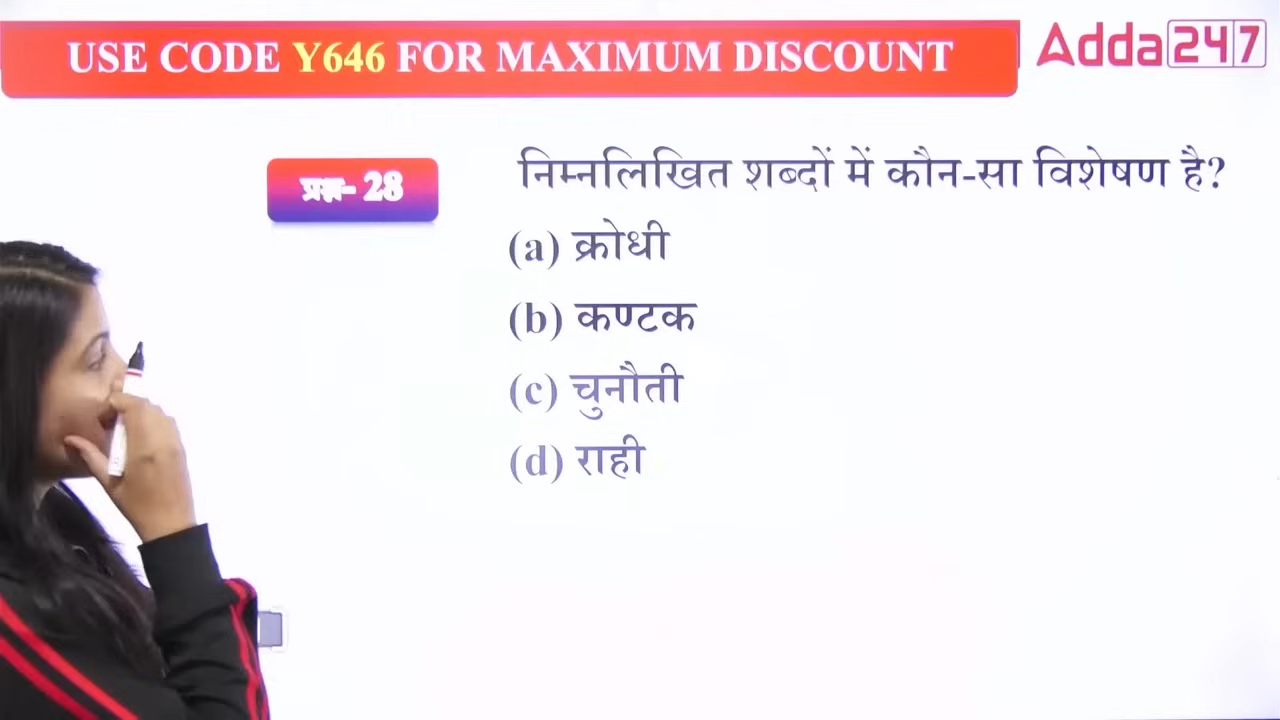 USE CODE Y646 FOR MAXIMUM DISCOUNT
Adda247
प्रश्न- 28
निम्नलिखित शब्दों में कौन-सा विशेषण है?
(a) क्रोधी
(b) कण्टक
(c) चुनौती
(d) राही